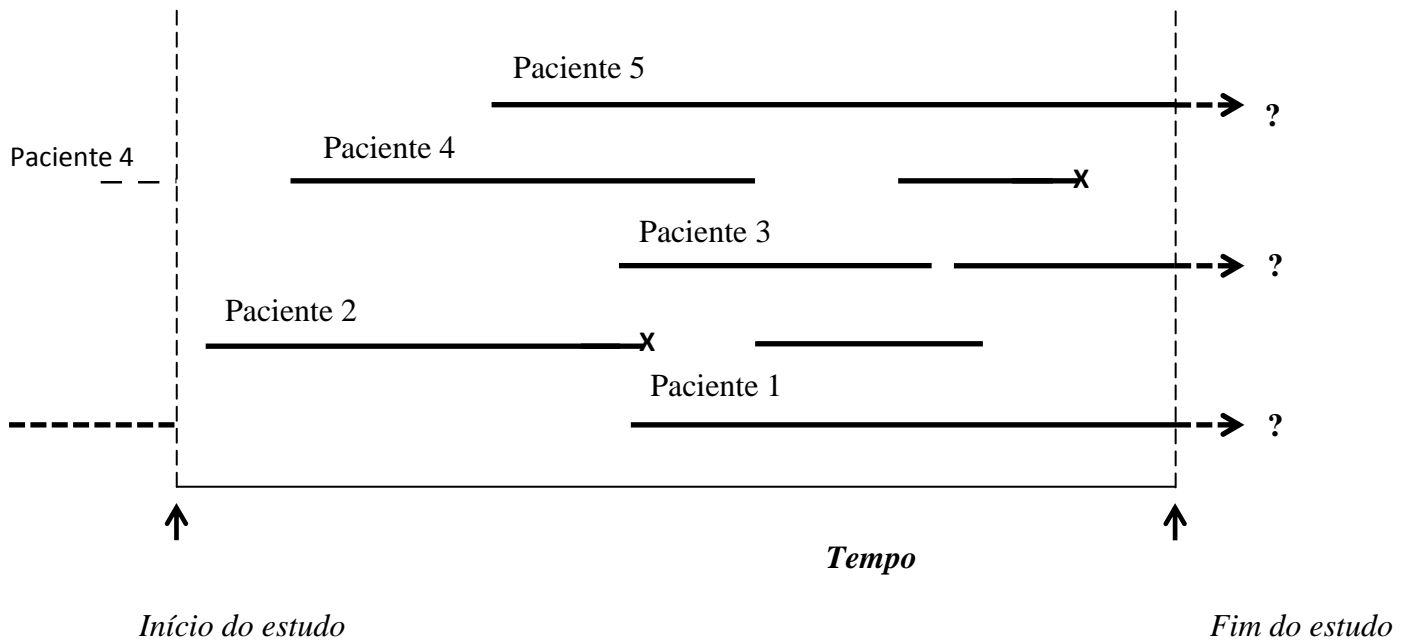 Paciente 5
?
Paciente 4
Paciente 4
X
Paciente 3
?
Paciente 2
X
Paciente 1
?
Tempo
Início do estudo
Fim do estudo